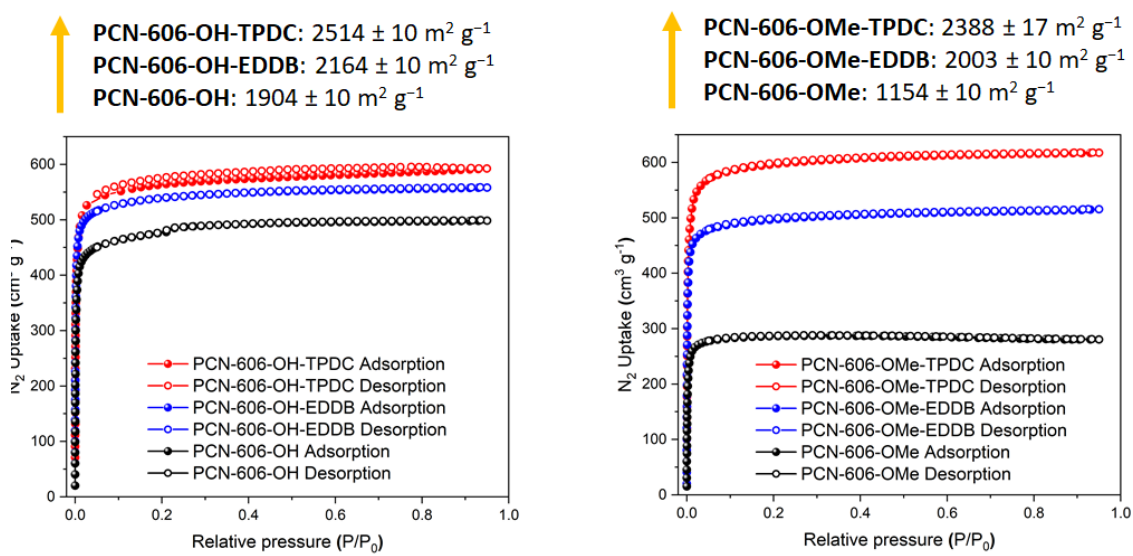 PCN-606-OH-TPDC: 2514 ± 10 m² g⁻¹
PCN-606-OH-EDDB: 2164 ± 10 m² g⁻¹
PCN-606-OH: 1904 ± 10 m² g⁻¹
600
500
400
300
200
100
0
N₂ Uptake (cm³ g⁻¹)
PCN-606-OH-TPDC Adsorption
PCN-606-OH-TPDC Desorption
PCN-606-OH-EDDB Adsorption
PCN-606-OH-EDDB Desorption
PCN-606-OH Adsorption
PCN-606-OH Desorption
0.0 0.2 0.4 0.6 0.8 1.0
Relative pressure (P/P₀)
PCN-606-OMe-TPDC: 2388 ± 17 m² g⁻¹
PCN-606-OMe-EDDB: 2003 ± 10 m² g⁻¹
PCN-606-OMe: 1154 ± 10 m² g⁻¹
600
500
400
300
200
100
0
N₂ Uptake (cm³ g⁻¹)
PCN-606-OMe-TPDC Adsorption
PCN-606-OMe-TPDC Desorption
PCN-606-OMe-EDDB Adsorption
PCN-606-OMe-EDDB Desorption
PCN-606-OMe Adsorption
PCN-606-OMe Desorption
0.0 0.2 0.4 0.6 0.8 1.0
Relative pressure (P/P₀)